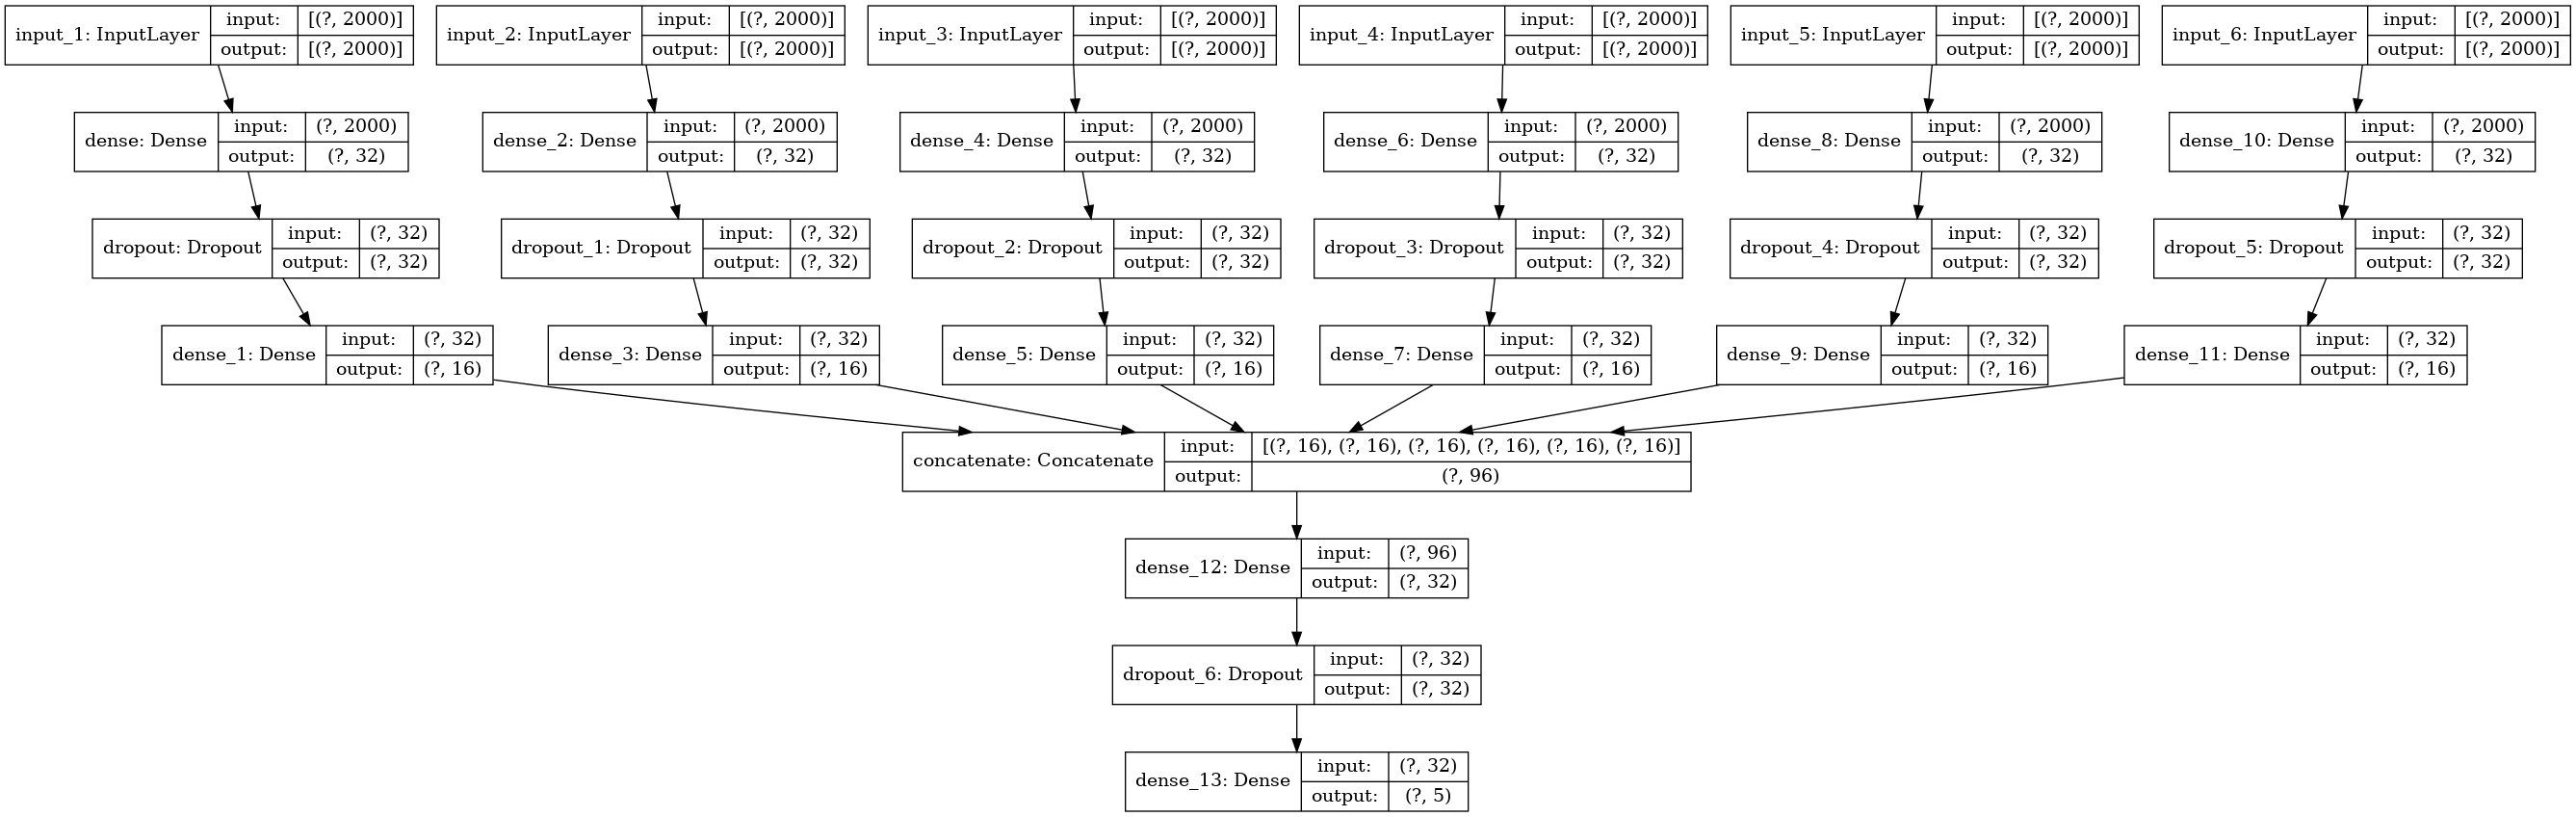 input_1: InputLayer input: [(?, 2000)] output: [(?, 2000)]
input_2: InputLayer input: [(?, 2000)] output: [(?, 2000)]
input_3: InputLayer input: [(?, 2000)] output: [(?, 2000)]
input_4: InputLayer input: [(?, 2000)] output: [(?, 2000)]
input_5: InputLayer input: [(?, 2000)] output: [(?, 2000)]
input_6: InputLayer input: [(?, 2000)] output: [(?, 2000)]
dense: Dense input: (?, 2000) output: (?, 32)
dense_2: Dense input: (?, 2000) output: (?, 32)
dense_4: Dense input: (?, 2000) output: (?, 32)
dense_6: Dense input: (?, 2000) output: (?, 32)
dense_8: Dense input: (?, 2000) output: (?, 32)
dense_10: Dense input: (?, 2000) output: (?, 32)
dropout: Dropout input: (?, 32) output: (?, 32)
dropout_1: Dropout input: (?, 32) output: (?, 32)
dropout_2: Dropout input: (?, 32) output: (?, 32)
dropout_3: Dropout input: (?, 32) output: (?, 32)
dropout_4: Dropout input: (?, 32) output: (?, 32)
dropout_5: Dropout input: (?, 32) output: (?, 32)
dense_1: Dense input: (?, 32) output: (?, 16)
dense_3: Dense input: (?, 32) output: (?, 16)
dense_5: Dense input: (?, 32) output: (?, 16)
dense_7: Dense input: (?, 32) output: (?, 16)
dense_9: Dense input: (?, 32) output: (?, 16)
dense_11: Dense input: (?, 32) output: (?, 16)
concatenate: Concatenate input: [(?, 16), (?, 16), (?, 16), (?, 16), (?, 16), (?, 16)] output: (?, 96)
dense_12: Dense input: (?, 96) output: (?, 32)
dropout_6: Dropout input: (?, 32) output: (?, 32)
dense_13: Dense input: (?, 32) output: (?, 5)